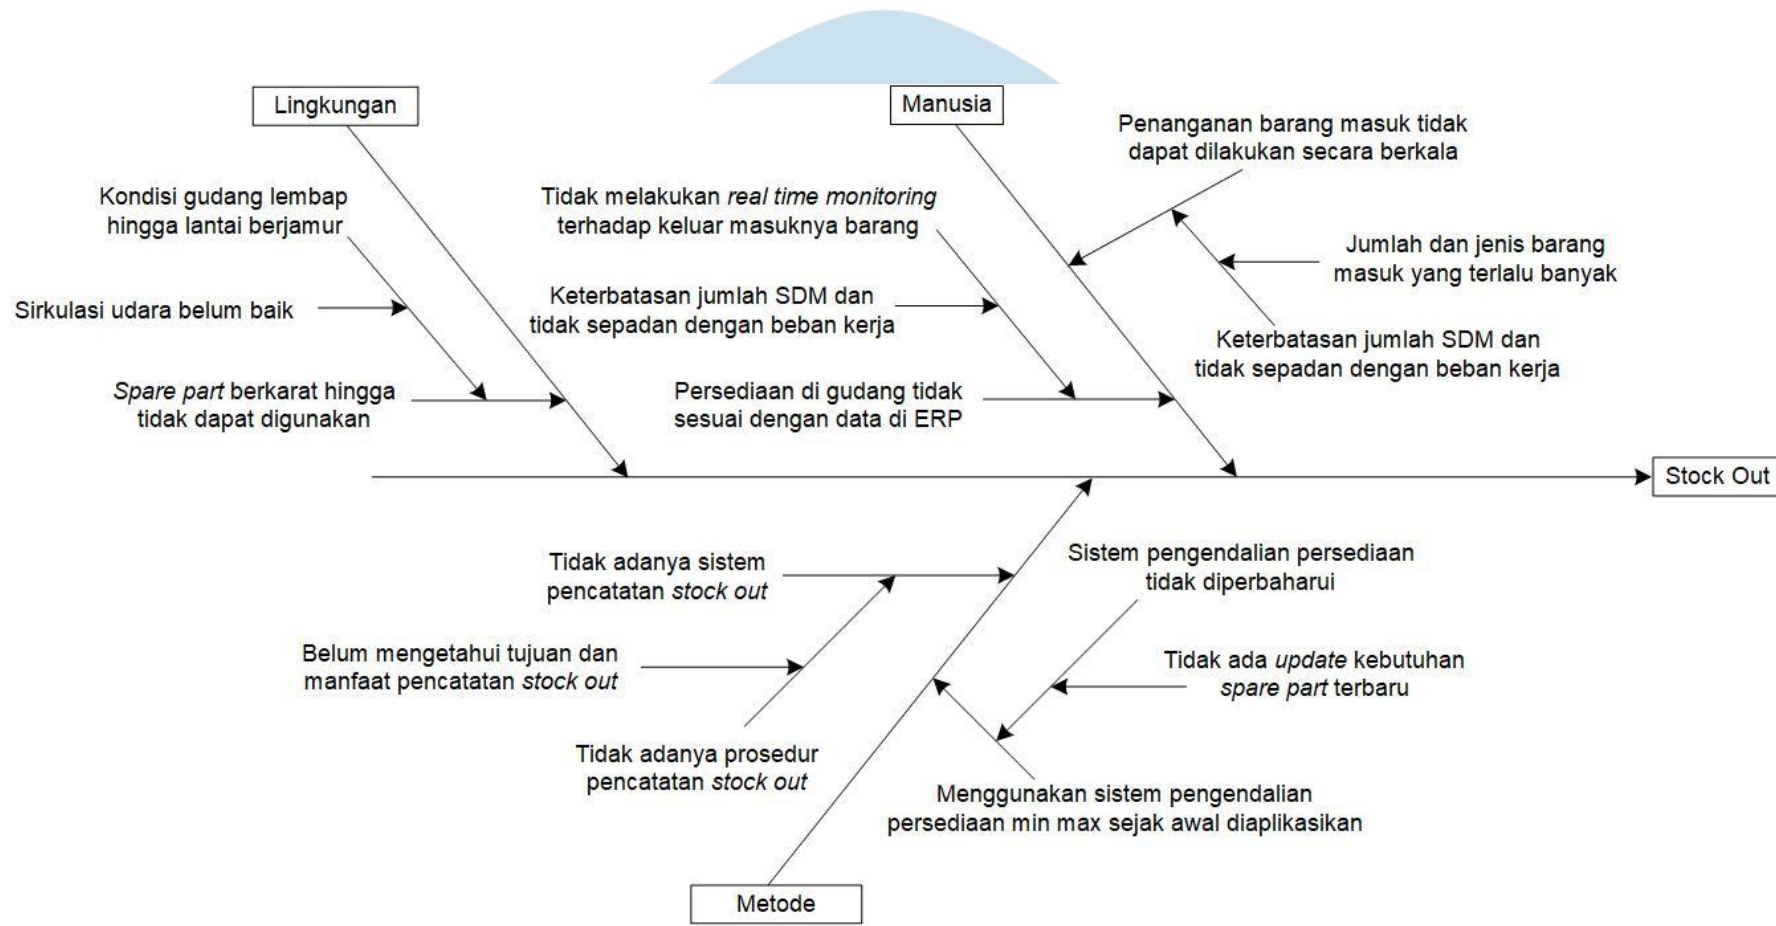 Lingkungan
Manusia
Penanganan barang masuk tidak
dapat dilakukan secara berkala
Kondisi gudang lembap
hingga lantai berjamur
Tidak melakukan real time monitoring
terhadap keluar masuknya barang
Jumlah dan jenis barang
masuk yang terlalu banyak
Sirkulasi udara belum baik
Keterbatasan jumlah SDM dan
tidak sepadan dengan beban kerja
Keterbatasan jumlah SDM dan
tidak sepadan dengan beban kerja
Spare part berkarat hingga
tidak dapat digunakan
Persediaan di gudang tidak
sesuai dengan data di ERP
Stock Out
Tidak adanya sistem
pencatatan stock out
Sistem pengendalian persediaan
tidak diperbaharui
Belum mengetahui tujuan dan
manfaat pencatatan stock out
Tidak ada update kebutuhan
spare part terbaru
Tidak adanya prosedur
pencatatan stock out
Menggunakan sistem pengendalian
persediaan min max sejak awal diaplikasikan
Metode